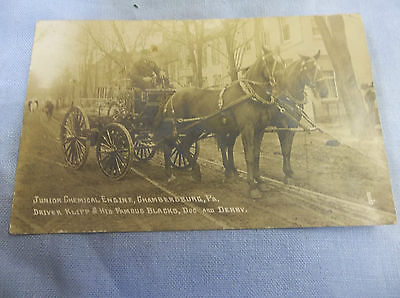 Junior Chemical Engine, Chambersburg, Pa.
Driver Klipp & His Famous Blacks, Doc and Derby.